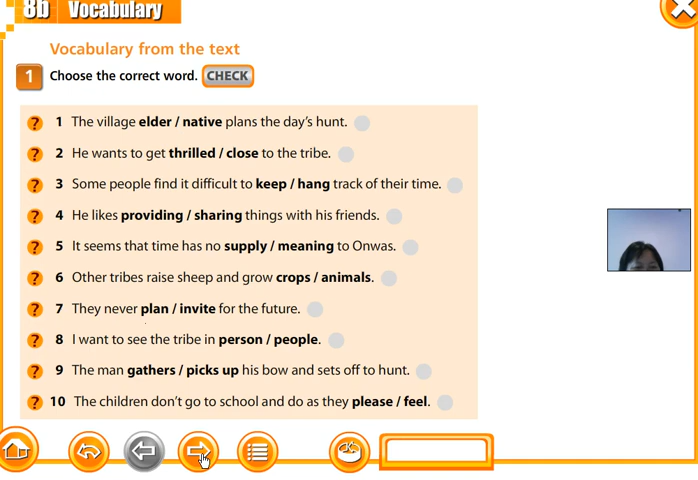 8b Vocabulary
Vocabulary from the text
1 Choose the correct word. CHECK
? 1 The village elder / native plans the day's hunt.
? 2 He wants to get thrilled / close to the tribe.
? 3 Some people find it difficult to keep / hang track of their time.
? 4 He likes providing / sharing things with his friends.
? 5 It seems that time has no supply / meaning to Onwas.
? 6 Other tribes raise sheep and grow crops / animals.
? 7 They never plan / invite for the future.
? 8 I want to see the tribe in person / people.
? 9 The man gathers / picks up his bow and sets off to hunt.
? 10 The children don't go to school and do as they please / feel.